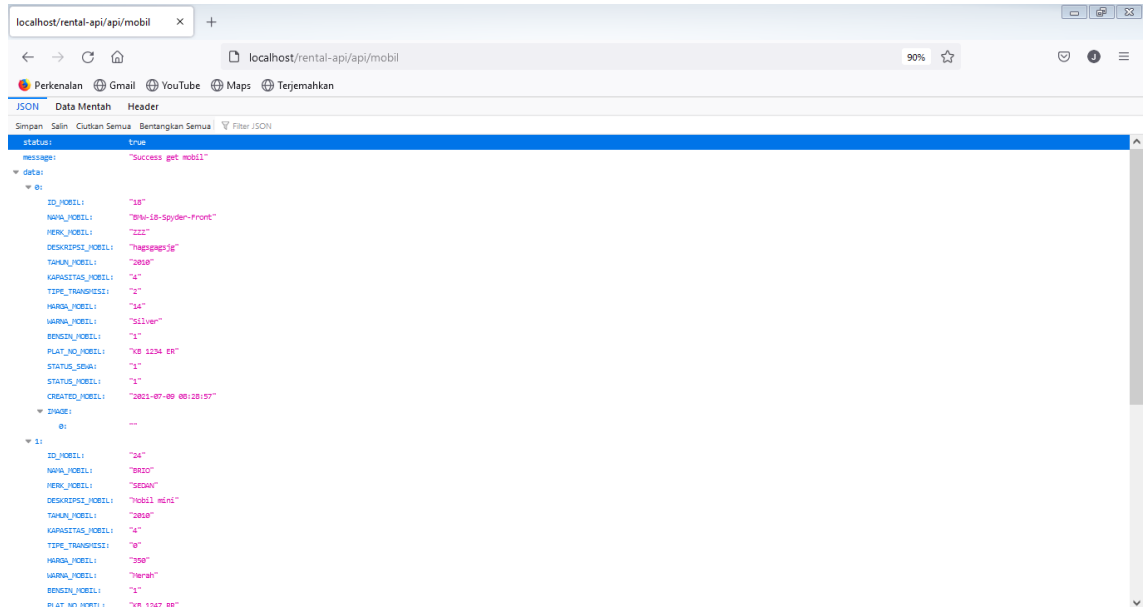 localhost/rental-api/api/mobil
localhost/rental-api/api/mobil 90% J
Perkenalan Gmail YouTube Maps Terjemahkan
JSON Data Mentah Header
Simpan Salin Ciutkan Semua Bentangkan Semua Filter JSON
status: true
message: "Success get mobil"
data:
0:
ID_MOBIL: "18"
NAMA_MOBIL: "BMW-i8-Spyder-Front"
MERK_MOBIL: "ZZZ"
DESKRIPSI_MOBIL: "hagsgagsjg"
TAHUN_MOBIL: "2010"
KAPASITAS_MOBIL: "4"
TIPE_TRANSMISI: "2"
HARGA_MOBIL: "14"
WARNA_MOBIL: "Silver"
BENSIN_MOBIL: "1"
PLAT_NO_MOBIL: "KB 1234 ER"
STATUS_SEWA: "1"
STATUS_MOBIL: "1"
CREATED_MOBIL: "2021-07-09 08:28:57"
IMAGE:
0: ""
1:
ID_MOBIL: "24"
NAMA_MOBIL: "BRIO"
MERK_MOBIL: "SEDAN"
DESKRIPSI_MOBIL: "Mobil mini"
TAHUN_MOBIL: "2010"
KAPASITAS_MOBIL: "4"
TIPE_TRANSMISI: "0"
HARGA_MOBIL: "350"
WARNA_MOBIL: "Merah"
BENSIN_MOBIL: "1"
PLAT_NO_MOBIL: "KB 1247 RR"